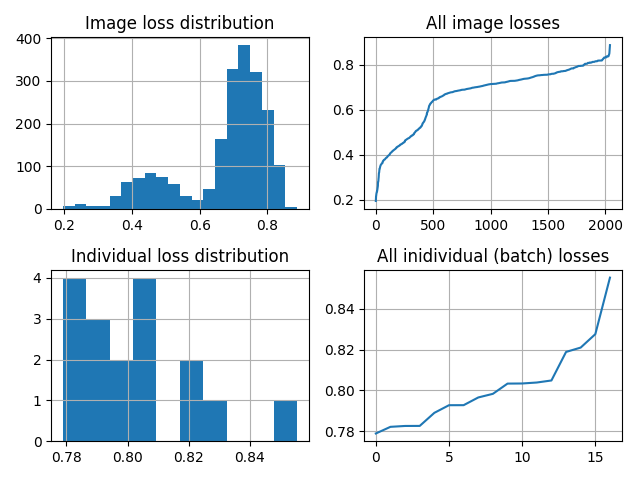 Image loss distribution
400
300
200
100
0
0.2 0.4 0.6 0.8
All image losses
0.8
0.6
0.4
0.2
0 500 1000 1500 2000
Individual loss distribution
4
3
2
1
0
0.78 0.80 0.82 0.84
All inidividual (batch) losses
0.84
0.82
0.80
0.78
0 5 10 15